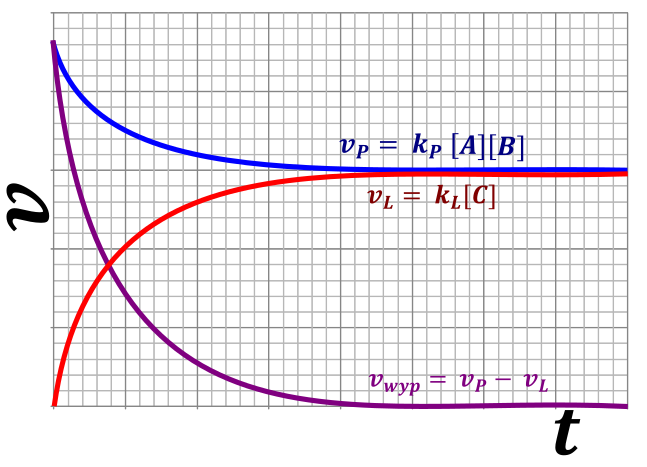 v
v_P = k_P [A][B]
v_L = k_L[C]
v_wyp = v_P − v_L
t